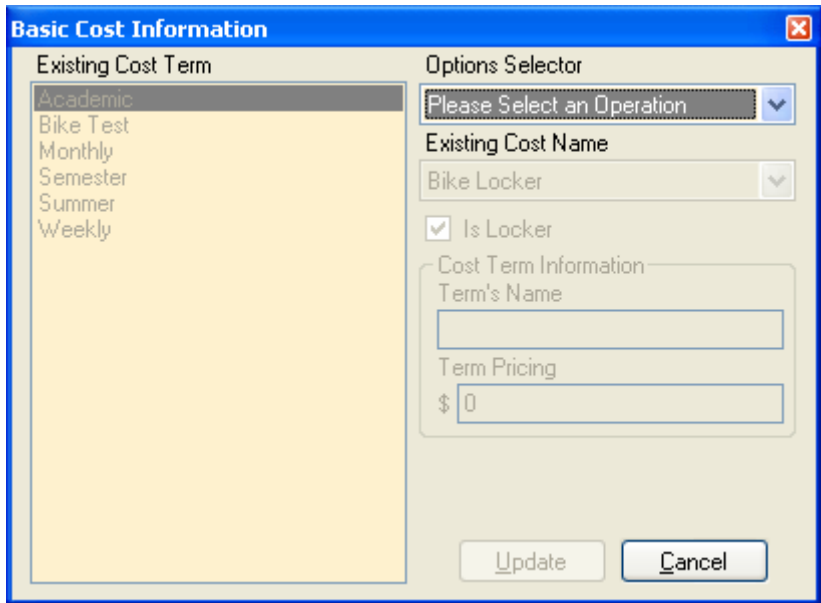 Basic Cost Information
Existing Cost Term
Academic
Bike Test
Monthly
Semester
Summer
Weekly
Options Selector
Please Select an Operation
Existing Cost Name
Bike Locker
Is Locker
Cost Term Information
Term's Name
Term Pricing
$ 0
Update
Cancel